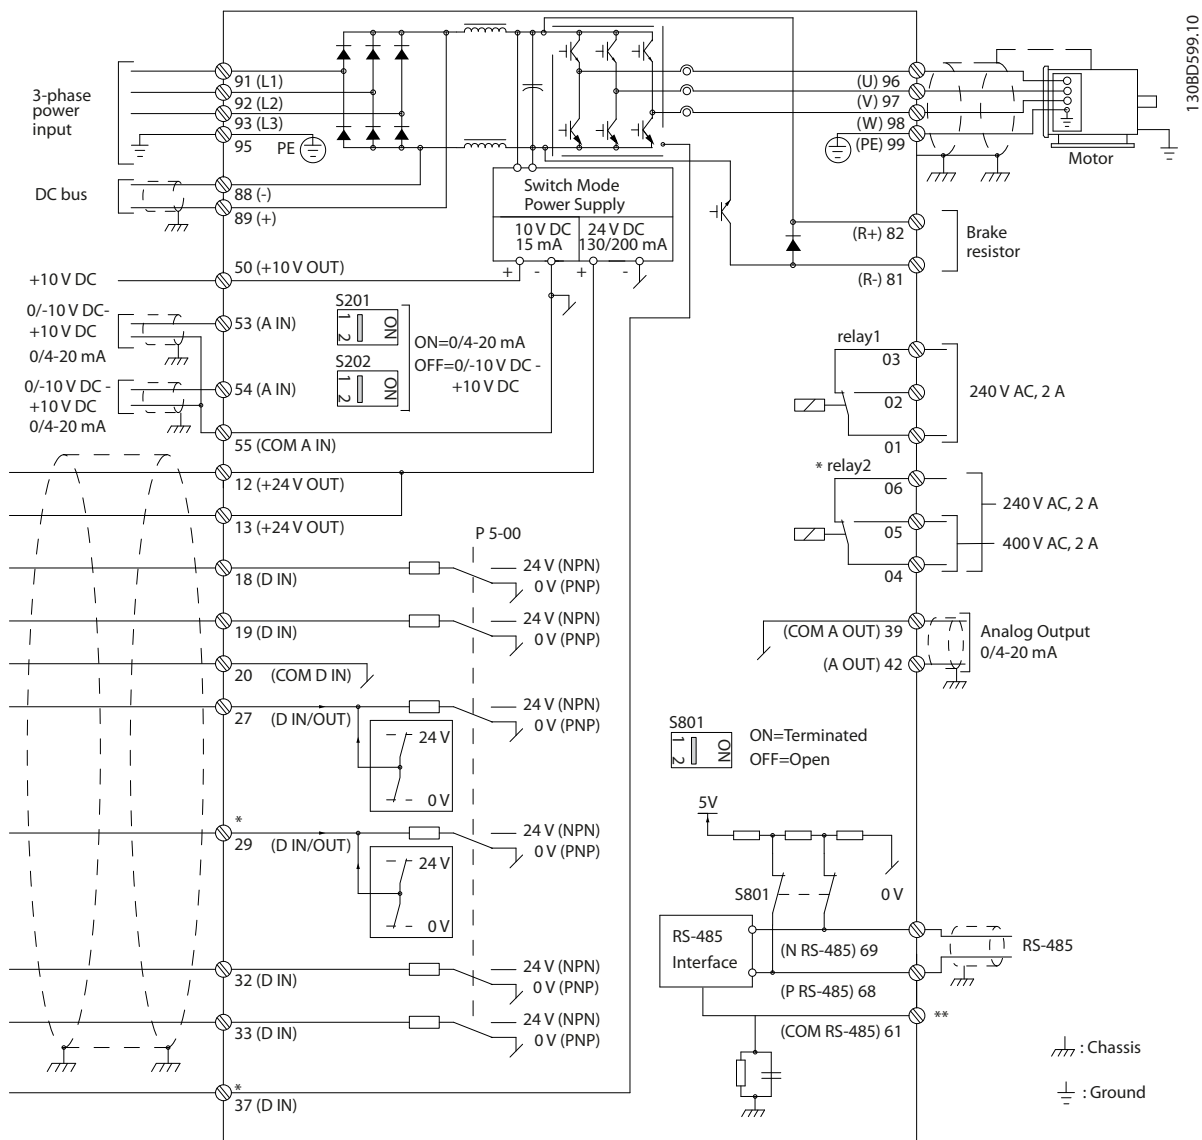 130BD599.10
3-phase
power
input
91 (L1)
92 (L2)
93 (L3)
95
PE
DC bus
88 (-)
89 (+)
Switch Mode
Power Supply
10 V DC
15 mA
24 V DC
130/200 mA
+
-
+
-
(U) 96
(V) 97
(W) 98
(PE) 99
Motor
(R+) 82
Brake
resistor
(R-) 81
+10 V DC
50 (+10 V OUT)
0/-10 V DC-
+10 V DC
0/4-20 mA
53 (A IN)
0/-10 V DC -
+10 V DC
0/4-20 mA
54 (A IN)
55 (COM A IN)
S201
1
2
ON
S202
1
2
ON
ON=0/4-20 mA
OFF=0/-10 V DC -
+10 V DC
relay1
03
02
01
240 V AC, 2 A
* relay2
06
05
04
240 V AC, 2 A
400 V AC, 2 A
12 (+24 V OUT)
13 (+24 V OUT)
P 5-00
18 (D IN)
24 V (NPN)
0 V (PNP)
19 (D IN)
24 V (NPN)
0 V (PNP)
20 (COM D IN)
27 (D IN/OUT)
24 V (NPN)
0 V (PNP)
24 V
0 V
*
29 (D IN/OUT)
24 V (NPN)
0 V (PNP)
24 V
0 V
32 (D IN)
24 V (NPN)
0 V (PNP)
33 (D IN)
24 V (NPN)
0 V (PNP)
*
37 (D IN)
(COM A OUT) 39
(A OUT) 42
Analog Output
0/4-20 mA
S801
1
2
ON
ON=Terminated
OFF=Open
5V
S801
0 V
RS-485
Interface
(N RS-485) 69
(P RS-485) 68
(COM RS-485) 61
RS-485
**
: Chassis
: Ground